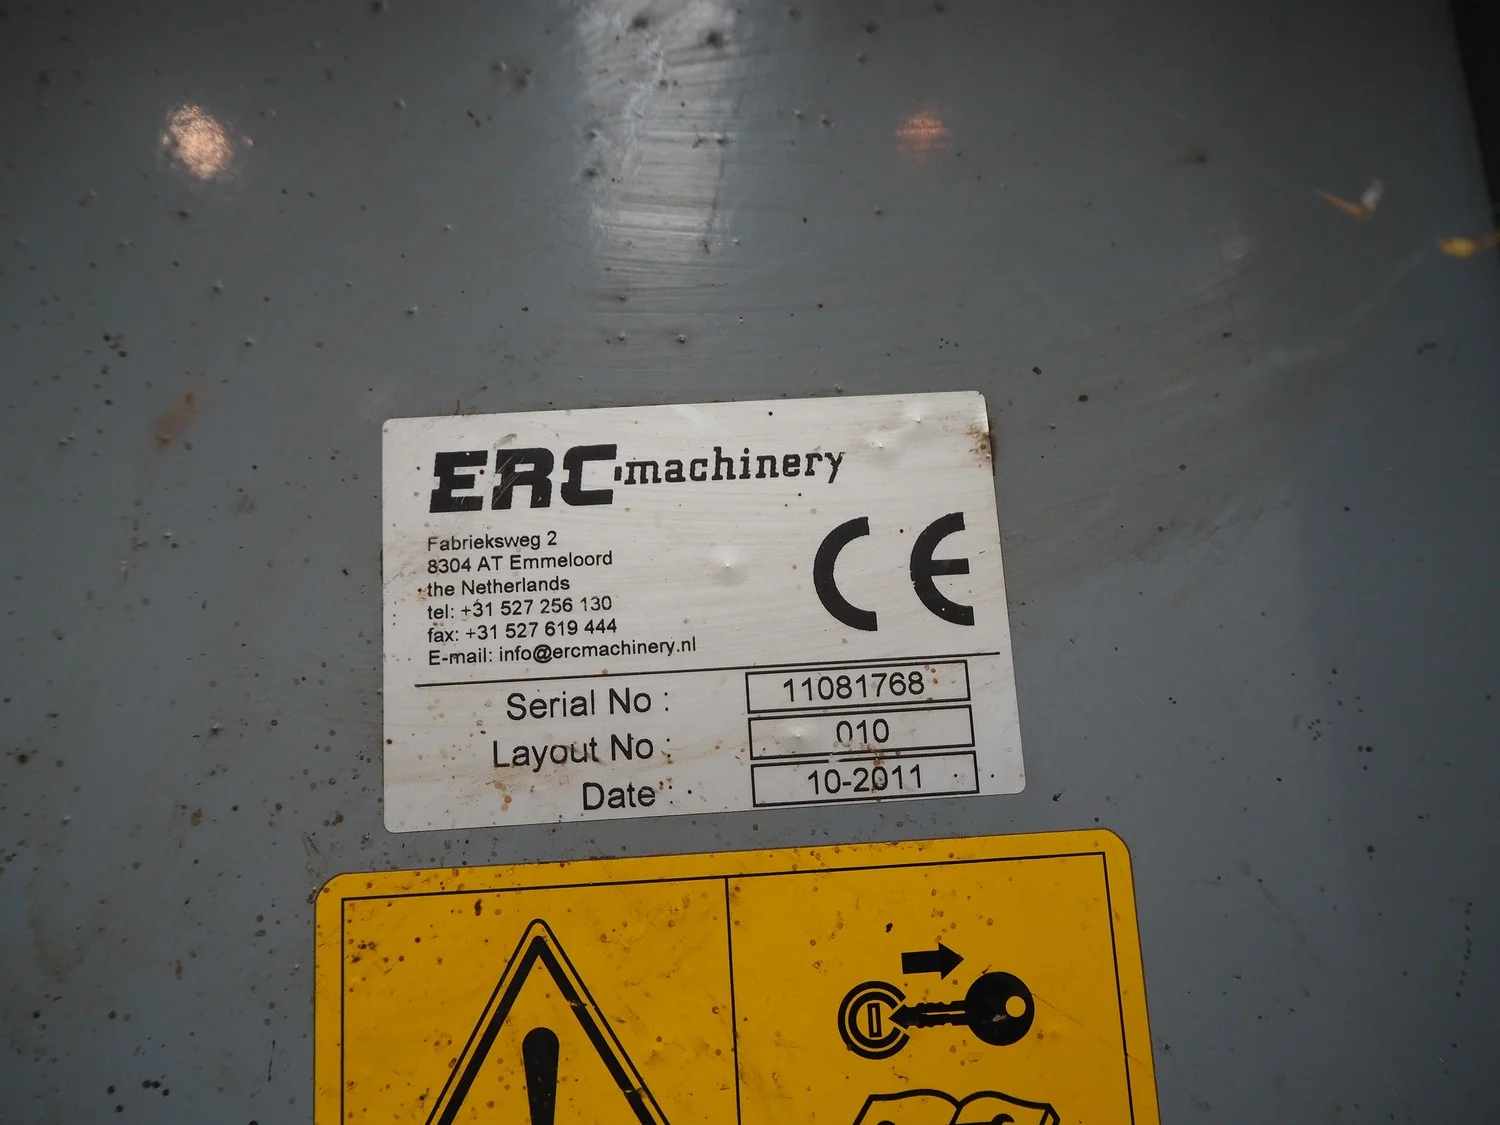 ERC machinery
Fabrieksweg 2
8304 AT Emmeloord
the Netherlands
tel: +31 527 256 130
fax: +31 527 619 444
E-mail: info@ercmachinery.nl
CE
Serial No : 11081768
Layout No : 010
Date : 10-2011